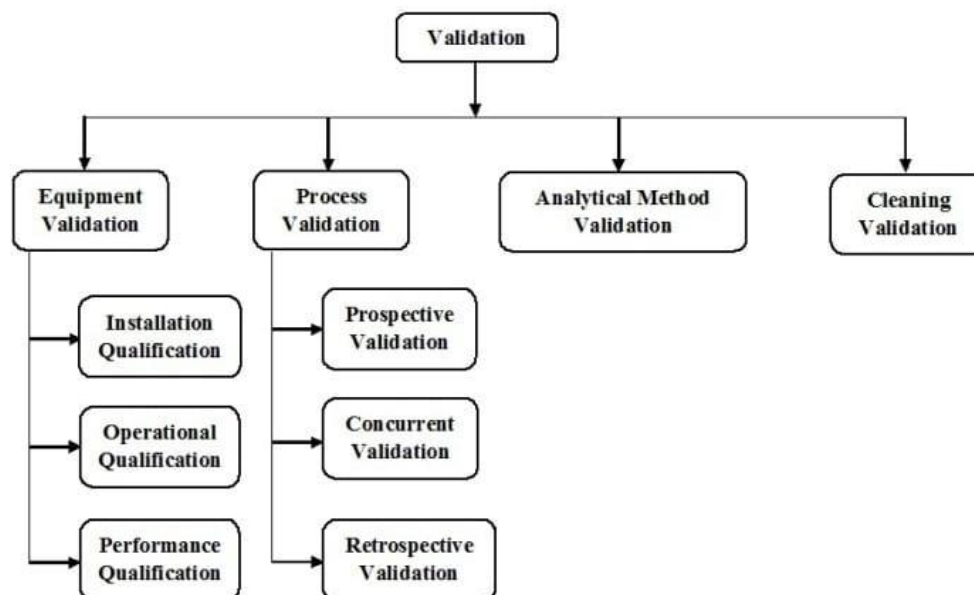 Validation
Equipment
Validation
Process
Validation
Analytical Method
Validation
Cleaning
Validation
Installation
Qualification
Operational
Qualification
Performance
Qualification
Prospective
Validation
Concurrent
Validation
Retrospective
Validation